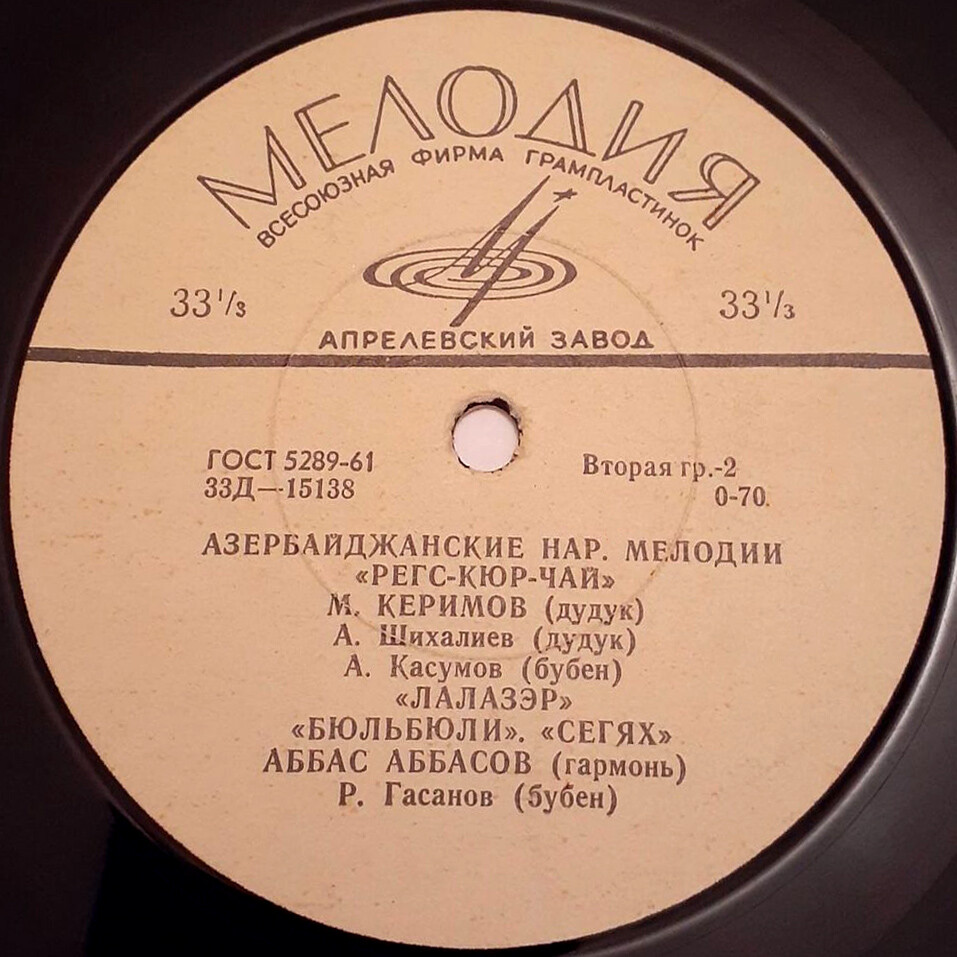 МЕЛОДИЯ
ВСЕСОЮЗНАЯ ФИРМА ГРАМПЛАСТИНОК
33⅓ 33⅓
АПРЕЛЕВСКИЙ ЗАВОД
ГОСТ 5289-61 Вторая гр.-2
33Д—15138 0-70.
АЗЕРБАЙДЖАНСКИЕ НАР. МЕЛОДИИ
«РЕГС-КЮР-ЧАЙ»
М. КЕРИМОВ (дудук)
А. Шихалиев (дудук)
А. Касумов (бубен)
«ЛАЛАЗЭР»
«БЮЛЬБЮЛИ». «СЕГЯХ»
АББАС АББАСОВ (гармонь)
Р. Гасанов (бубен)